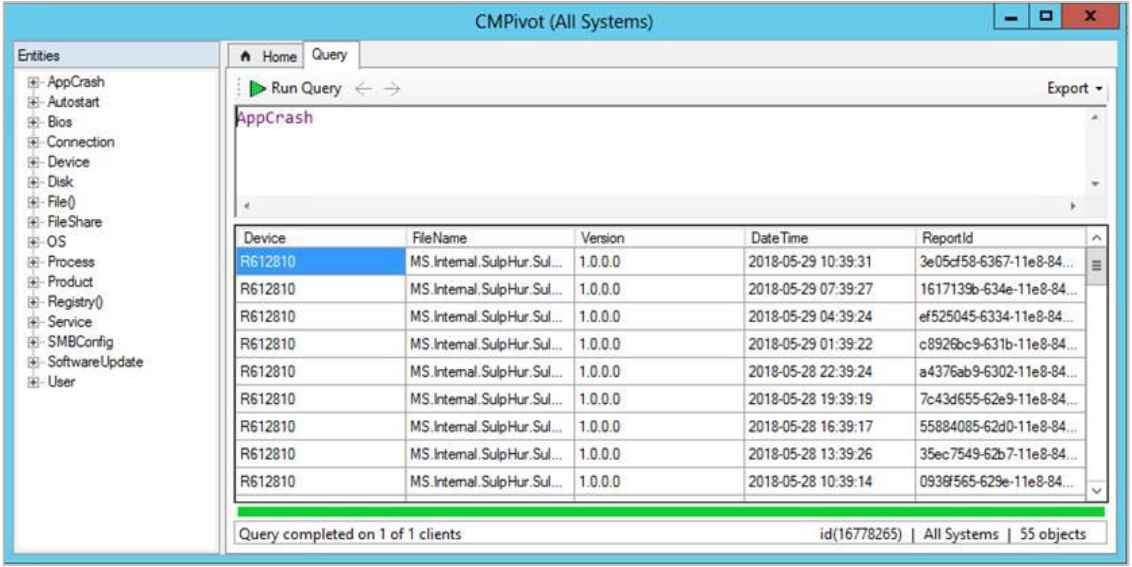 CMPivot (All Systems)
Entities
AppCrash
Autostart
Bios
Connection
Device
Disk
File()
FileShare
OS
Process
Product
Registry()
Service
SMBConfig
SoftwareUpdate
User
Home Query
Run Query Export
AppCrash
Device FileName Version DateTime ReportId
R612810 MS.Internal.SulpHur.Sul... 1.0.0.0 2018-05-29 10:39:31 3e05cf58-6367-11e8-84...
R612810 MS.Internal.SulpHur.Sul... 1.0.0.0 2018-05-29 07:39:27 1617139b-634e-11e8-84...
R612810 MS.Internal.SulpHur.Sul... 1.0.0.0 2018-05-29 04:39:24 ef525045-6334-11e8-84...
R612810 MS.Internal.SulpHur.Sul... 1.0.0.0 2018-05-29 01:39:22 c8926bc9-631b-11e8-84...
R612810 MS.Internal.SulpHur.Sul... 1.0.0.0 2018-05-28 22:39:24 a4376ab9-6302-11e8-84...
R612810 MS.Internal.SulpHur.Sul... 1.0.0.0 2018-05-28 19:39:19 7c43d655-62e9-11e8-84...
R612810 MS.Internal.SulpHur.Sul... 1.0.0.0 2018-05-28 16:39:17 55884085-62d0-11e8-84...
R612810 MS.Internal.SulpHur.Sul... 1.0.0.0 2018-05-28 13:39:26 35ec7549-62b7-11e8-84...
R612810 MS.Internal.SulpHur.Sul... 1.0.0.0 2018-05-28 10:39:14 0936f565-629e-11e8-84...
Query completed on 1 of 1 clients id(16778265) | All Systems | 55 objects